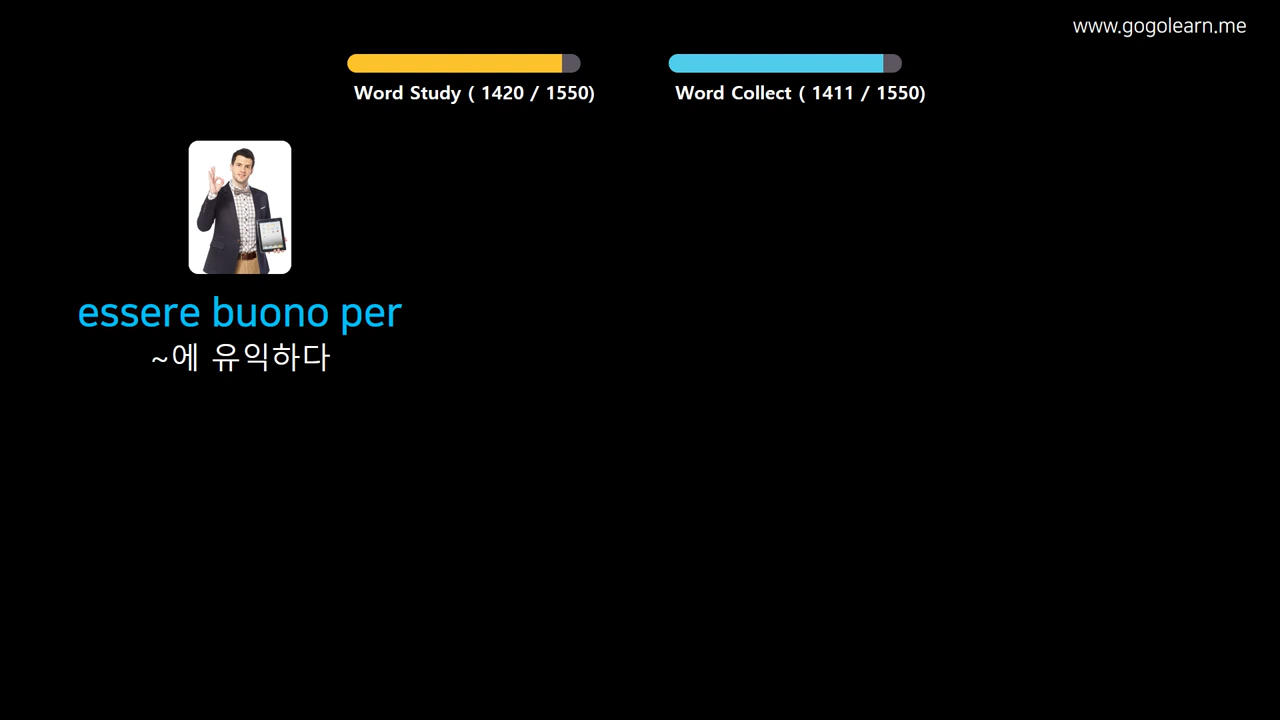 www.gogolearn.me
Word Study ( 1420 / 1550)
Word Collect ( 1411 / 1550)
essere buono per
~에 유익하다